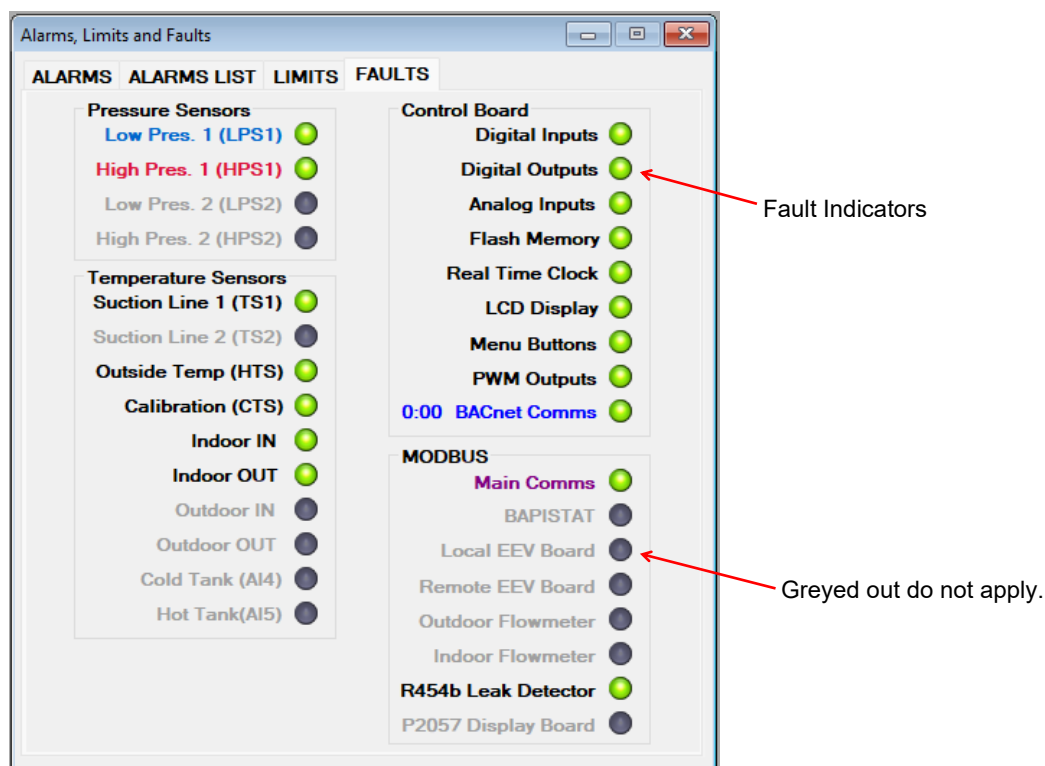 Alarms, Limits and Faults
ALARMS ALARMS LIST LIMITS FAULTS
Pressure Sensors
Low Pres. 1 (LPS1)
High Pres. 1 (HPS1)
Low Pres. 2 (LPS2)
High Pres. 2 (HPS2)
Temperature Sensors
Suction Line 1 (TS1)
Suction Line 2 (TS2)
Outside Temp (HTS)
Calibration (CTS)
Indoor IN
Indoor OUT
Outdoor IN
Outdoor OUT
Cold Tank (AI4)
Hot Tank(AI5)
Control Board
Digital Inputs
Digital Outputs
Analog Inputs
Flash Memory
Real Time Clock
LCD Display
Menu Buttons
PWM Outputs
0:00 BACnet Comms
MODBUS
Main Comms
BAPISTAT
Local EEV Board
Remote EEV Board
Outdoor Flowmeter
Indoor Flowmeter
R454b Leak Detector
P2057 Display Board
Fault Indicators
Greyed out do not apply.